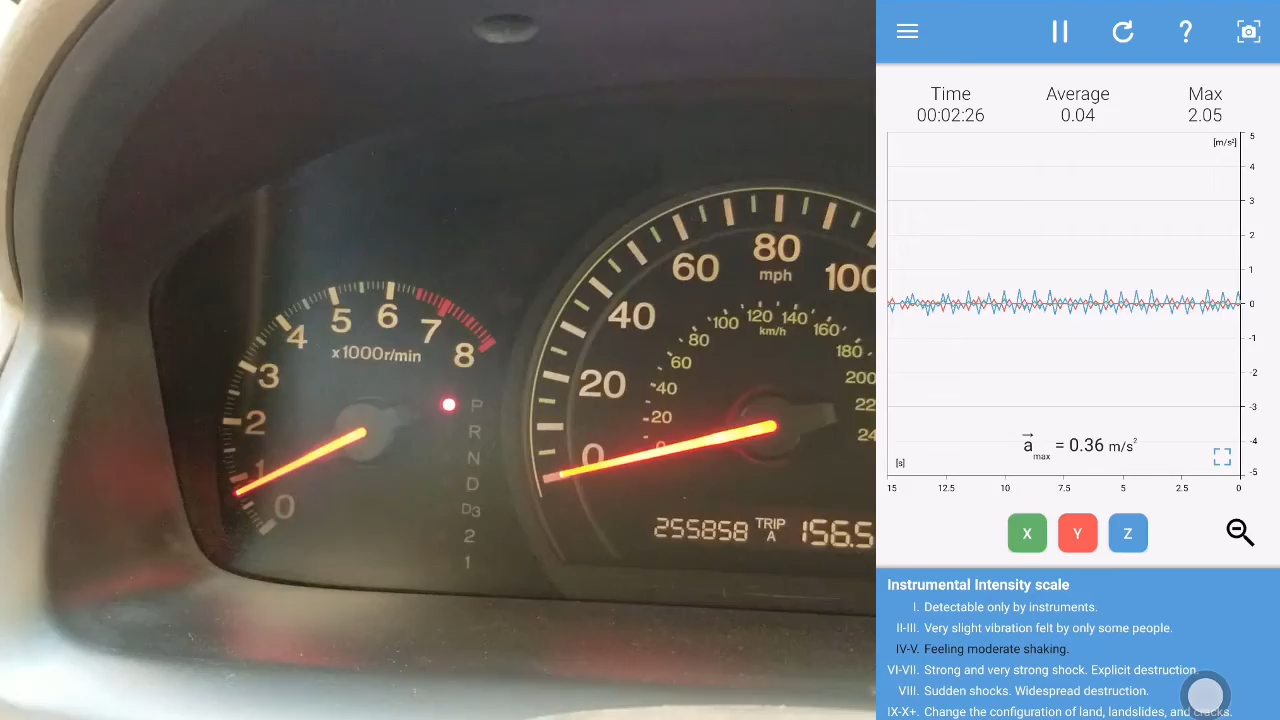 Time
Average
Max
00:02:26
0.04
2.05
[m/s²]
5
4
3
2
1
0
-1
-2
-3
-4
-5
a max = 0.36 m/s²
[s]
15
12.5
10
7.5
5
2.5
0
X
Y
Z
Instrumental Intensity scale
I. Detectable only by instruments.
II-III. Very slight vibration felt by only some people.
IV-V. Feeling moderate shaking.
VI-VII. Strong and very strong shock. Explicit destruction.
VIII. Sudden shocks. Widespread destruction.
IX-X+. Change the configuration of land, landslides, and cracks.
0
1
2
3
4
5
6
7
8
x1000r/min
P
R
N
D
D3
2
1
0
20
40
60
80
100
mph
0
20
40
60
80
100
120
140
160
180
200
km/h
255858
TRIP
A
156.5
?